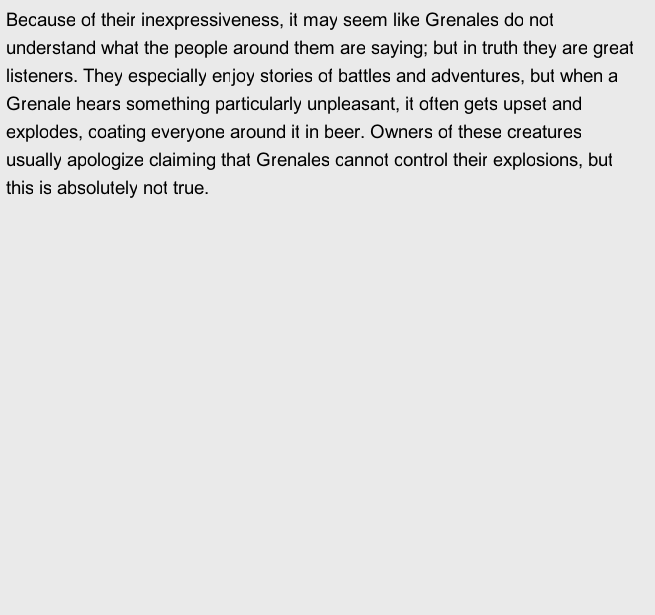 Because of their inexpressiveness, it may seem like Grenales do not
understand what the people around them are saying; but in truth they are great
listeners. They especially enjoy stories of battles and adventures, but when a
Grenale hears something particularly unpleasant, it often gets upset and
explodes, coating everyone around it in beer. Owners of these creatures
usually apologize claiming that Grenales cannot control their explosions, but
this is absolutely not true.